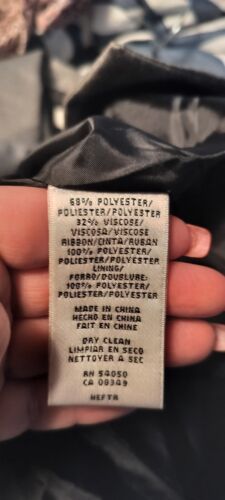 68% POLYESTER/
POLIESTER/POLYESTER
32% VISCOSE/
VISCOSA/VISCOSE
RIBBON/CINTA/RUBAN
100% POLYESTER/
POLIESTER/POLYESTER
LINING/
FORRO/DOUBLURE:
100% POLYESTER/
POLIESTER/POLYESTER
MADE IN CHINA
HECHO EN CHINA
FAIT EN CHINE
DRY CLEAN
LIMPIAR EN SECO
NETTOYER A SEC
RN 54050
CA 09349
HEFTR